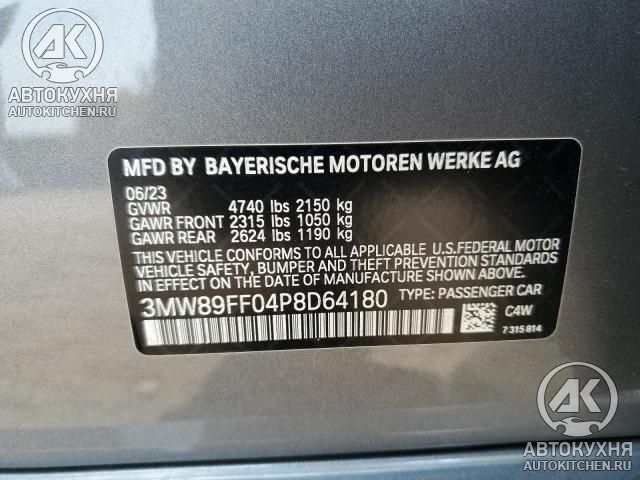 AK
АВТОКУХНЯ
AUTOKITCHEN.RU
MFD BY BAYERISCHE MOTOREN WERKE AG
06/23
GVWR 4740 lbs 2150 kg
GAWR FRONT 2315 lbs 1050 kg
GAWR REAR 2624 lbs 1190 kg
THIS VEHICLE CONFORMS TO ALL APPLICABLE U.S.FEDERAL MOTOR
VEHICLE SAFETY, BUMPER, AND THEFT PREVENTION STANDARDS
IN EFFECT ON THE DATE OF MANUFACTURE SHOWN ABOVE.
3MW89FF04P8D64180 TYPE: PASSENGER CAR
C4W
7315814
AK
АВТОКУХНЯ
AUTOKITCHEN.RU